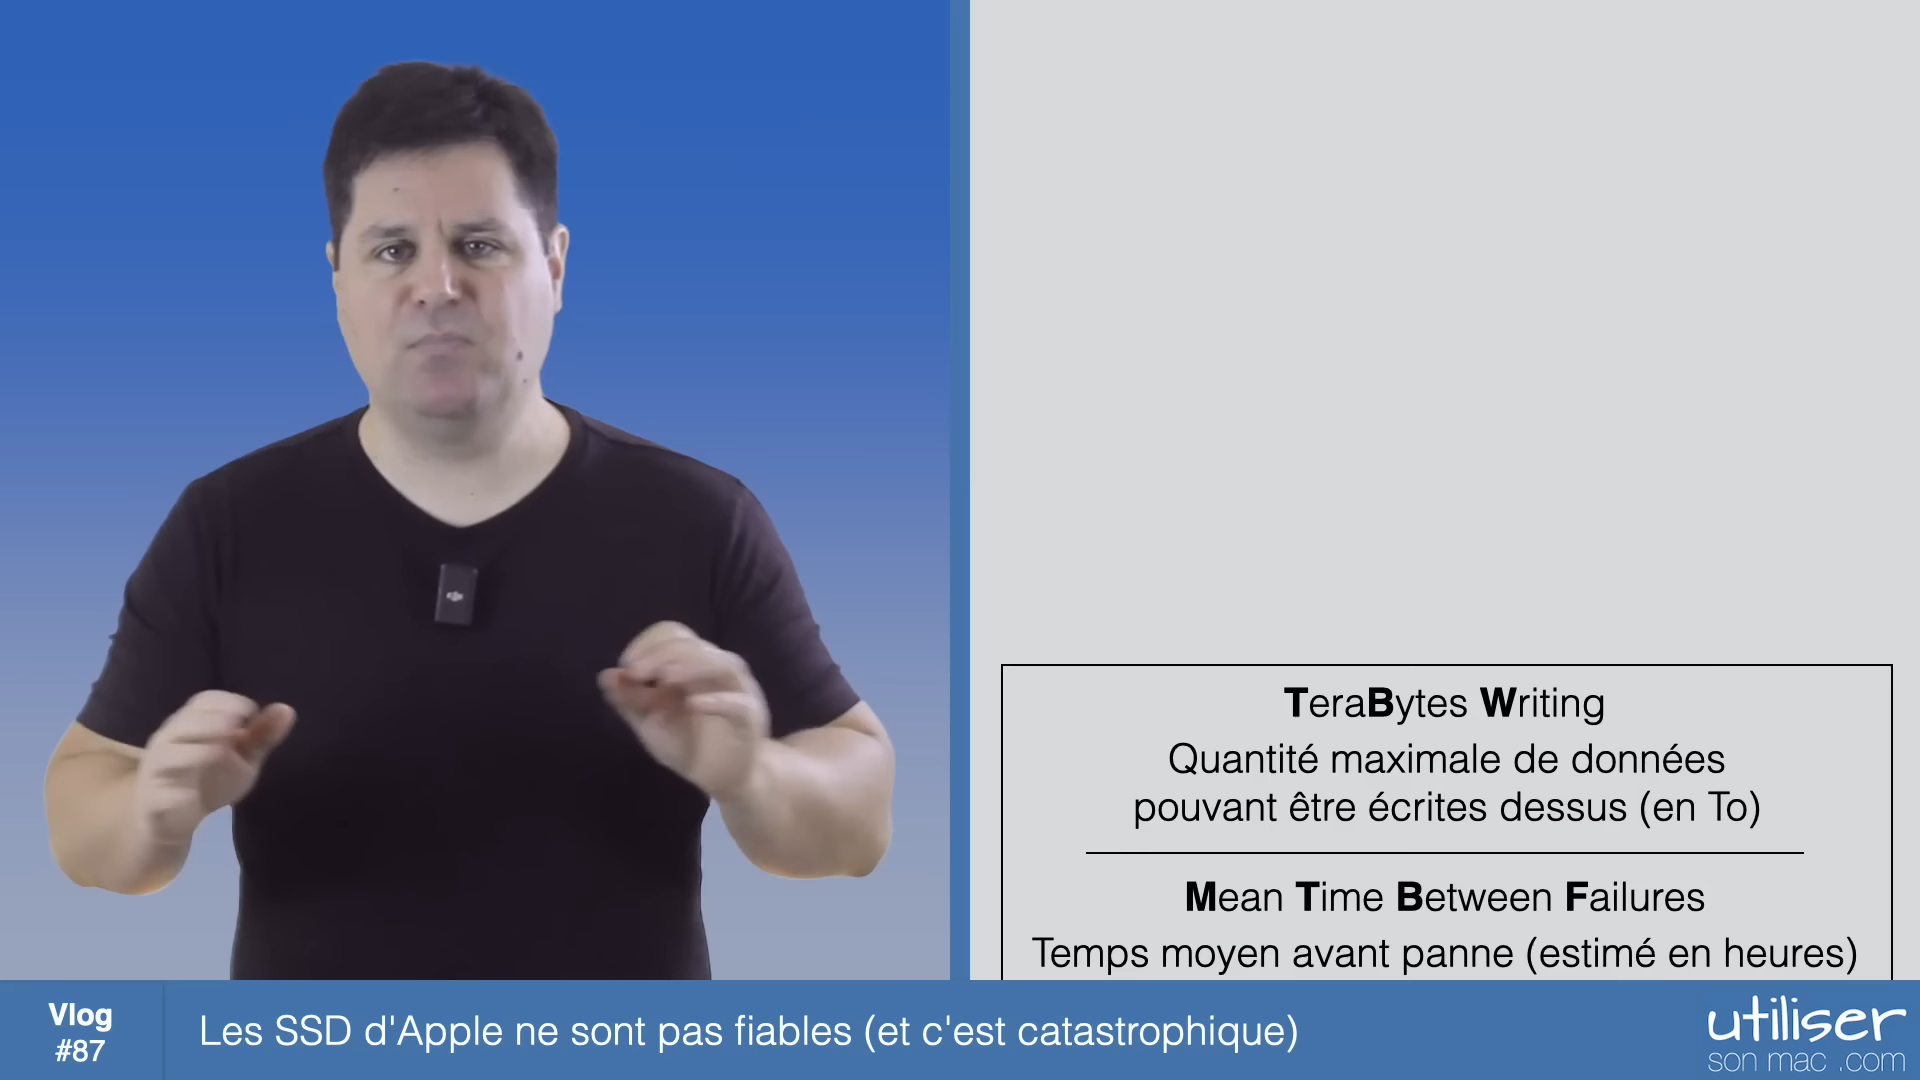 TeraBytes Writing
Quantité maximale de données
pouvant être écrites dessus (en To)
Mean Time Between Failures
Temps moyen avant panne (estimé en heures)
Vlog
#87
Les SSD d'Apple ne sont pas fiables (et c'est catastrophique)
utiliser
son mac .com